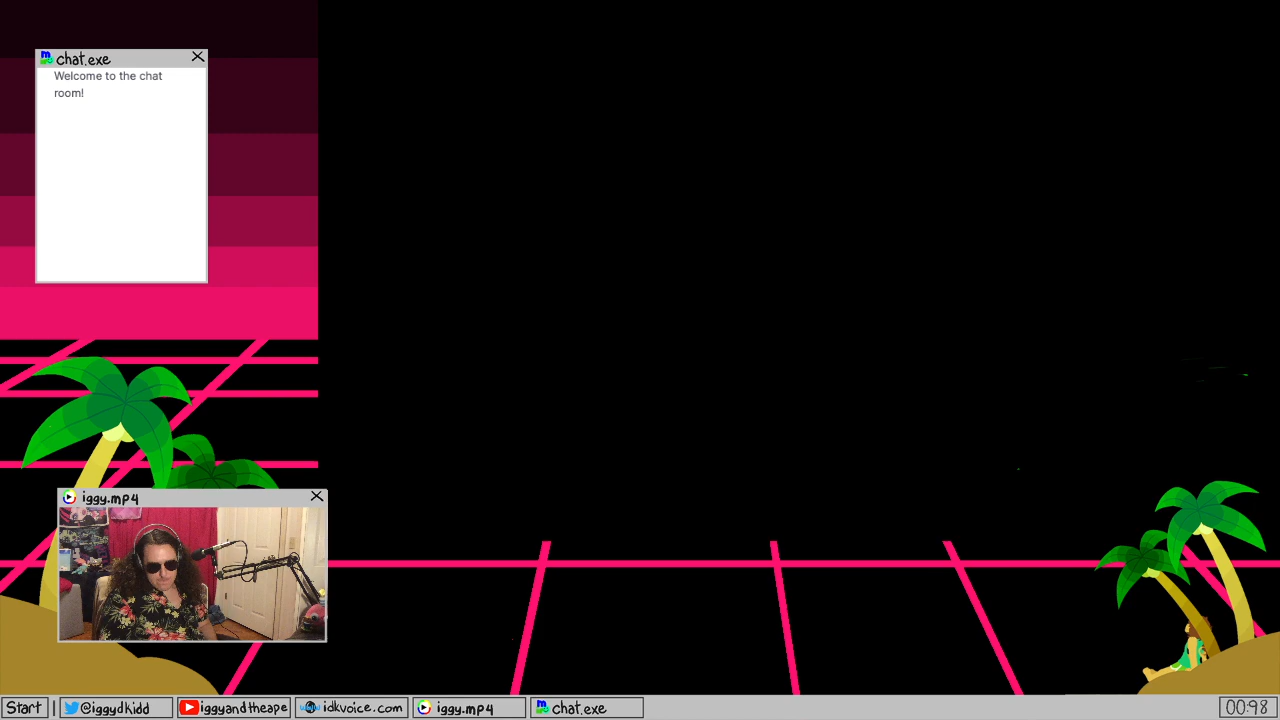 chat.exe
Welcome to the chat
room!
iggy.mp4
Start | @iggydkidd iggyandtheape www idkvoice.com iggy.mp4 chat.exe 00:98